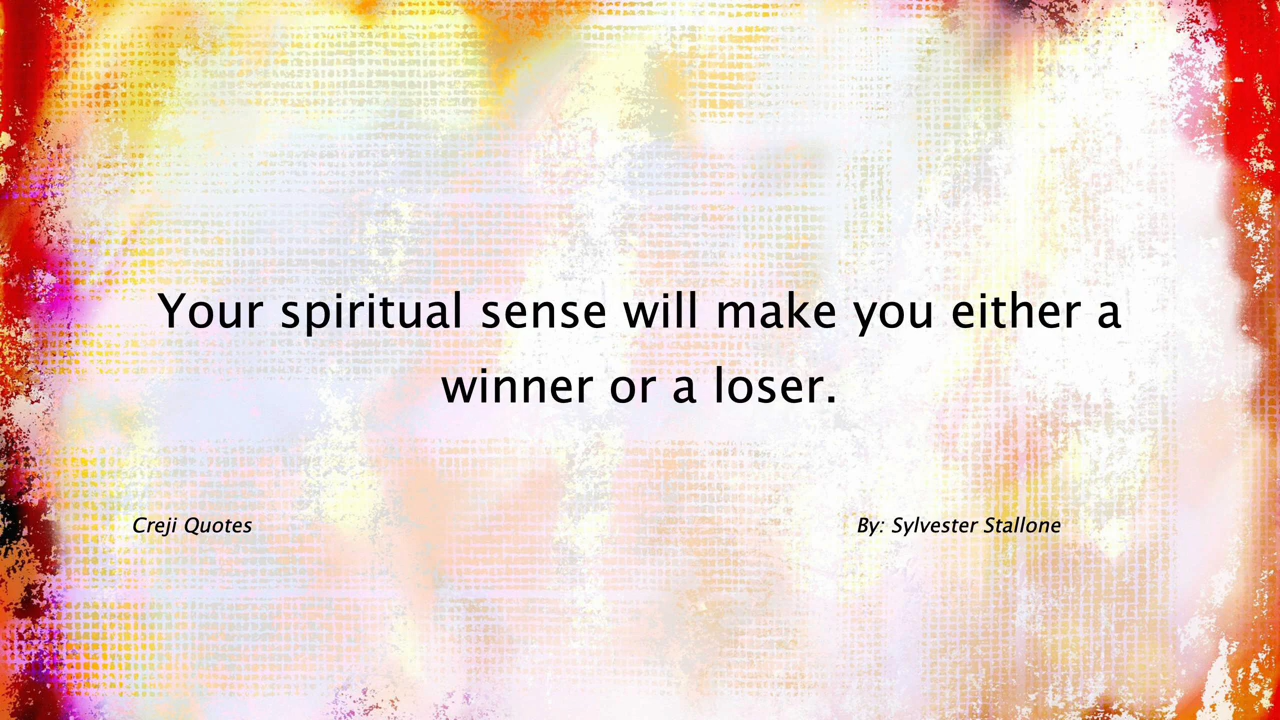 Your spiritual sense will make you either a
winner or a loser.
Creji Quotes
By: Sylvester Stallone